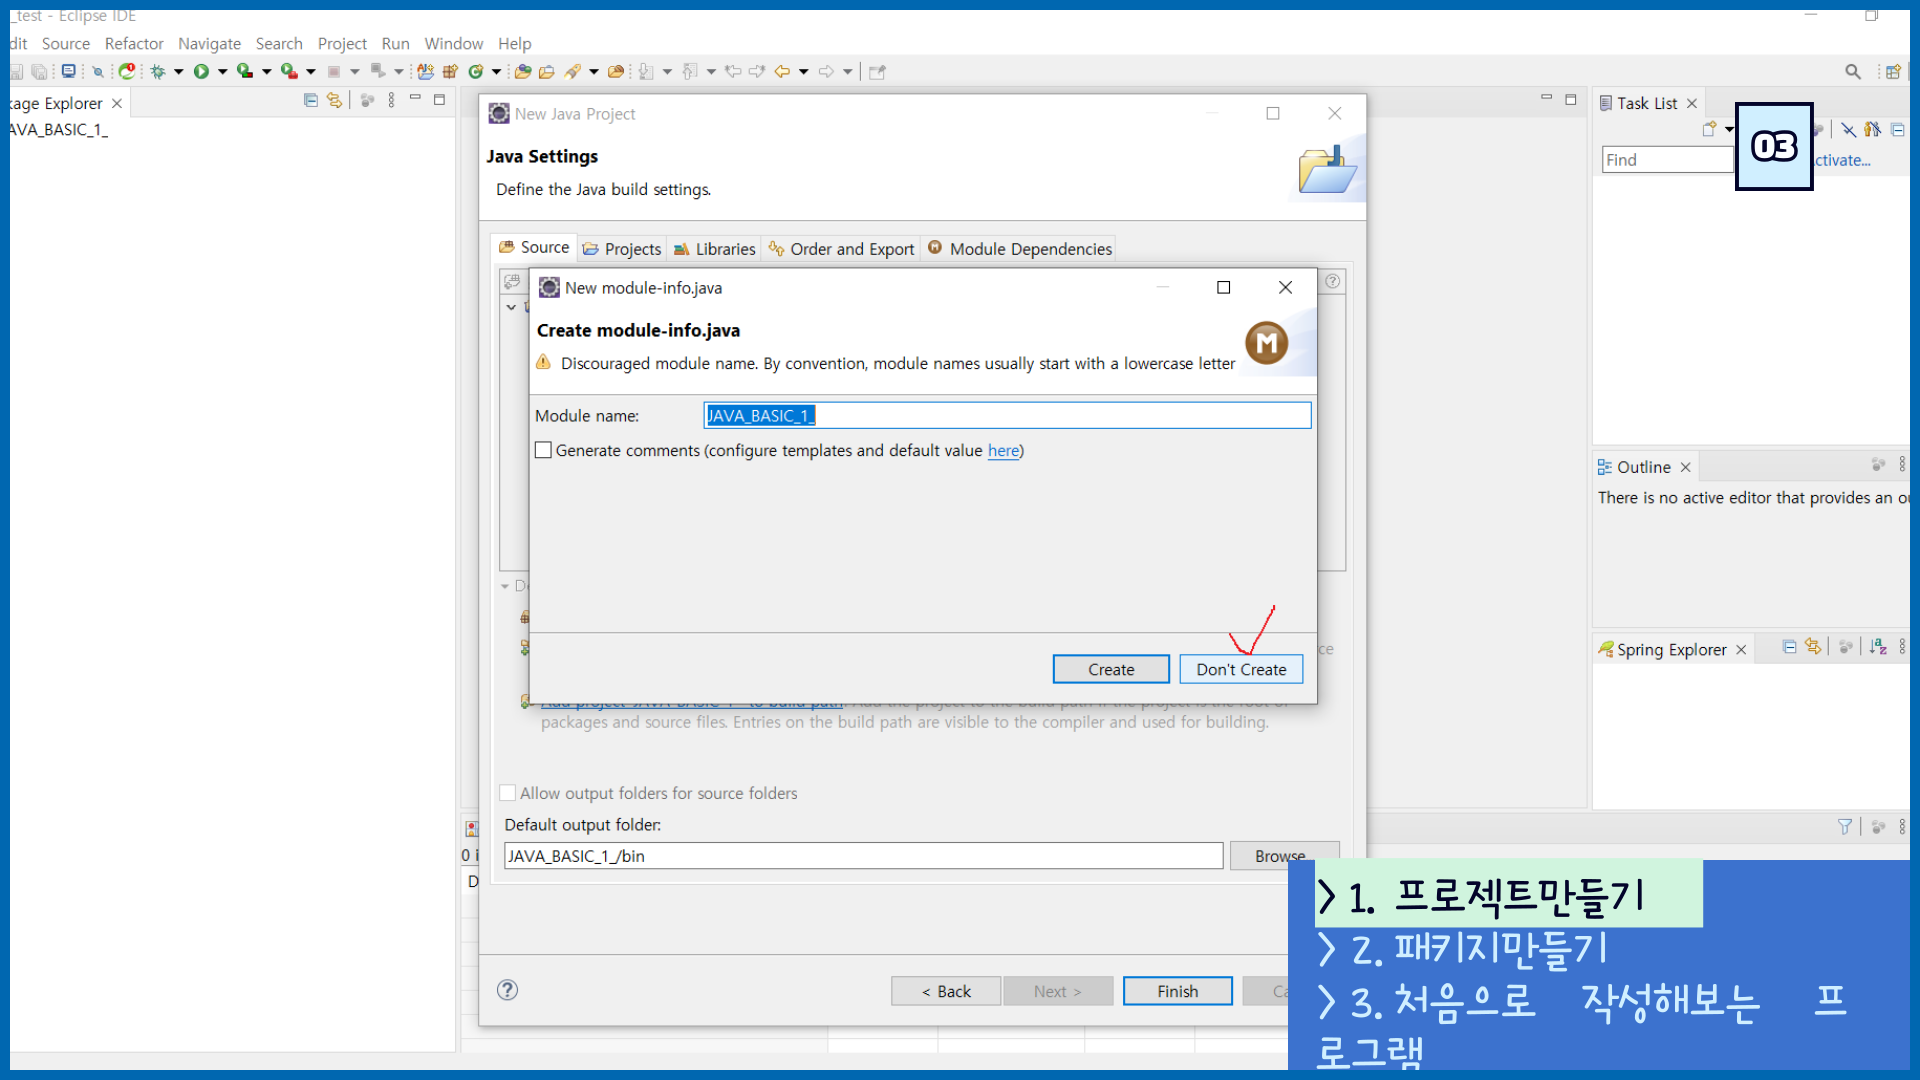 _test - Eclipse IDE
dit Source Refactor Navigate Search Project Run Window Help
kage Explorer
AVA_BASIC_1_
New Java Project
Java Settings
Define the Java build settings.
Source Projects Libraries Order and Export Module Dependencies
New module-info.java
Create module-info.java
Discouraged module name. By convention, module names usually start with a lowercase letter
M
Module name: JAVA_BASIC_1_
Generate comments (configure templates and default value here)
Create Don't Create
packages and source files. Entries on the build path are visible to the compiler and used for building.
Allow output folders for source folders
Default output folder:
JAVA_BASIC_1_/bin Browse
< Back Next > Finish
Task List
03
Find ctivate...
Outline
There is no active editor that provides an
Spring Explorer
> 1. 프로젝트만들기
> 2. 패키지만들기
> 3. 처음으로 작성해보는 프
로그램